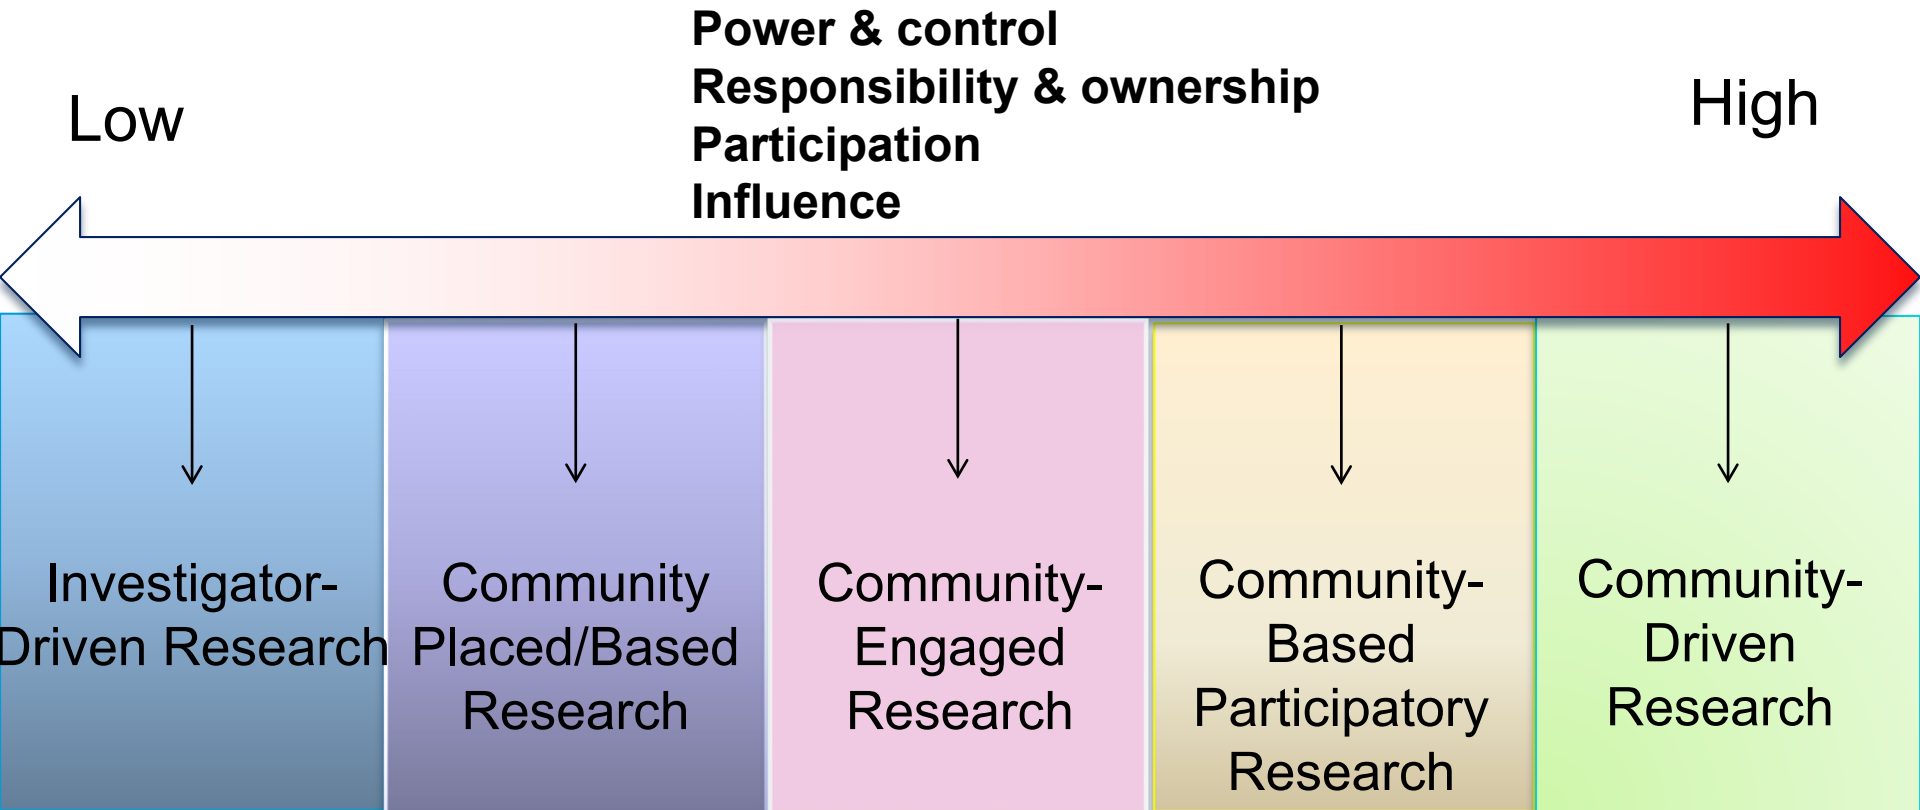 Power & control
Responsibility & ownership
Participation
Influence
Low
High
Investigator-
Driven Research
Community
Placed/Based
Research
Community-
Engaged
Research
Community-
Based
Participatory
Research
Community-
Driven
Research